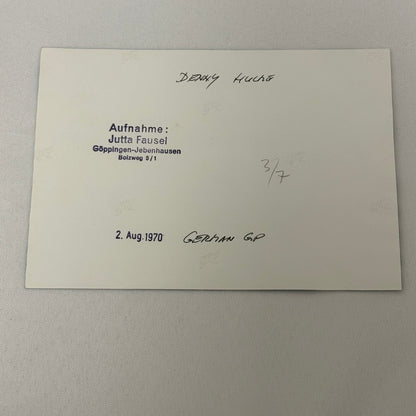 DENNY HULME
Aufnahme:
Jutta Fausel
Göppingen-Jebenhausen
Bolzweg 5/1
3/7
2. Aug. 1970 GERMAN GP